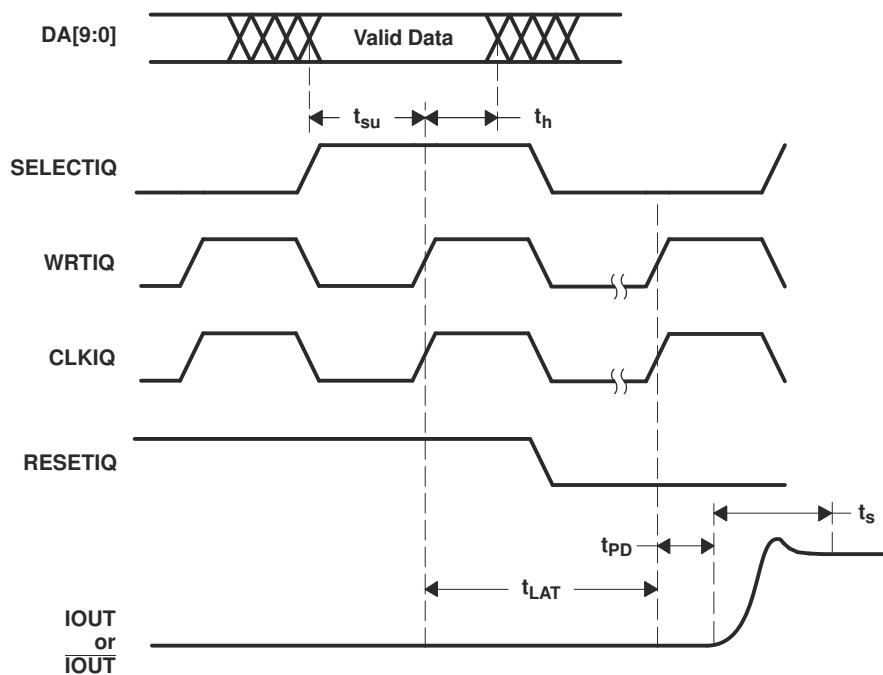 DA[9:0]
Valid Data
tsu
th
SELECTIQ
WRTIQ
CLKIQ
RESETIQ
ts
tPD
tLAT
IOUT
or
IOUT